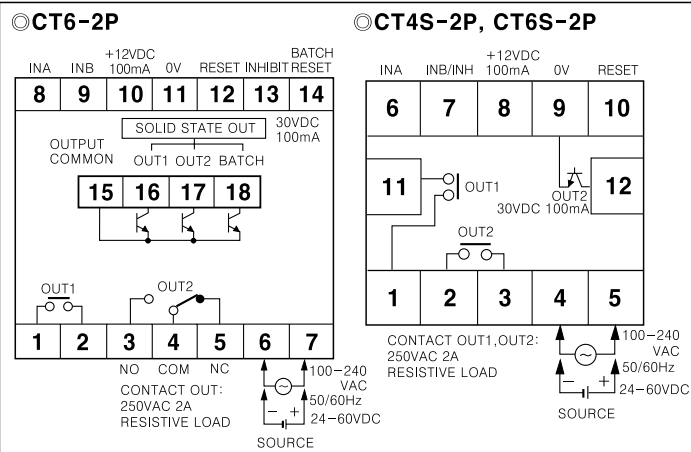 ◎CT6-2P
+12VDC BATCH
INA INB 100mA 0V RESET INHIBIT RESET
8 9 10 11 12 13 14
SOLID STATE OUT 30VDC
100mA
OUTPUT
COMMON OUT1 OUT2 BATCH
15 16 17 18
OUT1 OUT2
1 2 3 4 5 6 7
NO COM NC
CONTACT OUT:
250VAC 2A
RESISTIVE LOAD
100-240
VAC
50/60Hz
- +
24-60VDC
SOURCE
◎CT4S-2P, CT6S-2P
+12VDC
INA INB/INH 100mA 0V RESET
6 7 8 9 10
11 OUT1 12
OUT2
30VDC 100mA
OUT2
1 2 3 4 5
CONTACT OUT1,OUT2:
250VAC 2A
RESISTIVE LOAD
100-240
VAC
50/60Hz
- +
24-60VDC
SOURCE